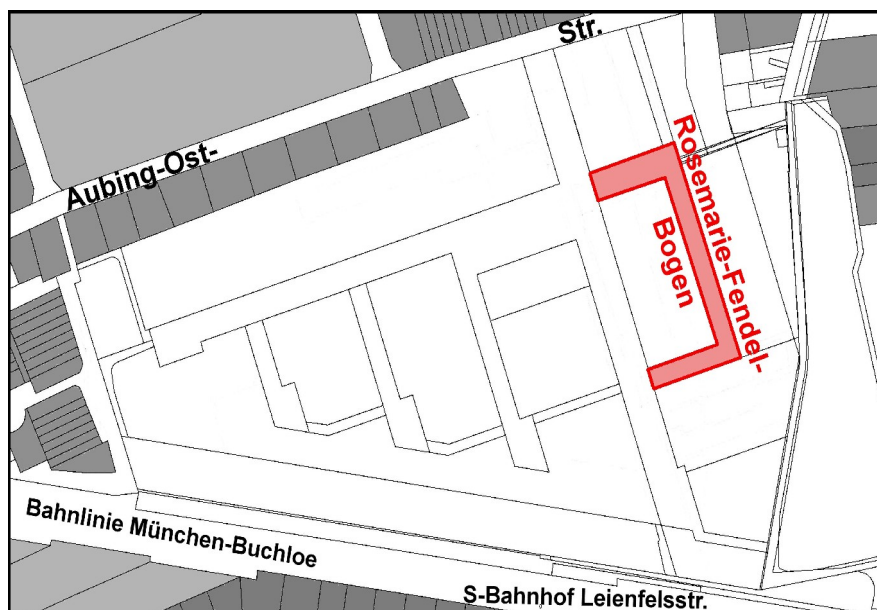 Aubing-Ost-
Str.
Rosemarie-Fendel-
Bogen
Bahnlinie München-Buchloe
S-Bahnhof Leienfelsstr.